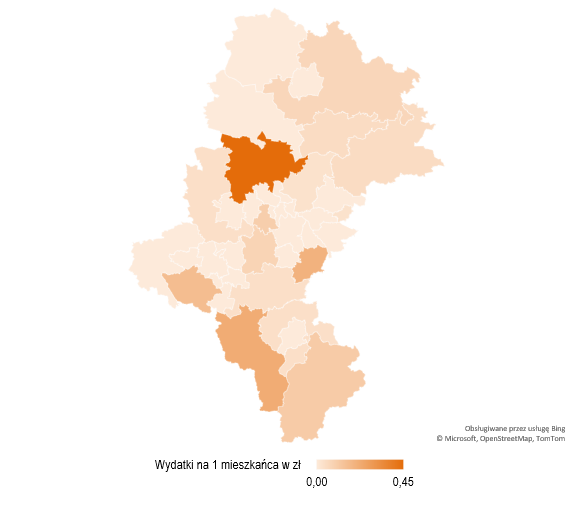 Obsługiwane przez usługę Bing
© Microsoft, OpenStreetMap, TomTom
Wydatki na 1 mieszkańca w zł
0,00 0,45